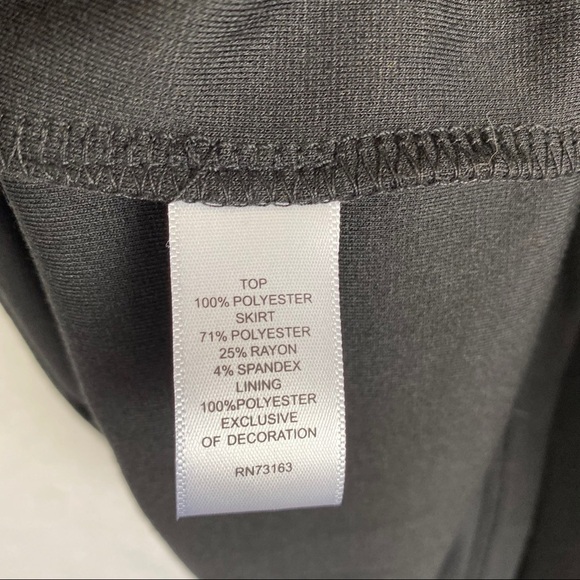 TOP
100% POLYESTER
SKIRT
71% POLYESTER
25% RAYON
4% SPANDEX
LINING
100%POLYESTER
EXCLUSIVE
OF DECORATION
RN73163